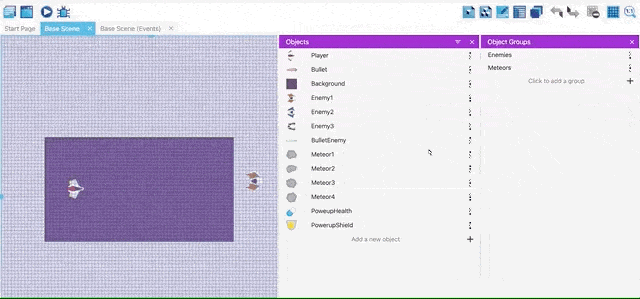 Start Page
Base Scene
Base Scene (Events)
Objects
Player
Bullet
Background
Enemy1
Enemy2
Enemy3
BulletEnemy
Meteor1
Meteor2
Meteor3
Meteor4
PoweupHealth
PowerupShield
Add a new object
Object Groups
Enemies
Meteors
Click to add a group